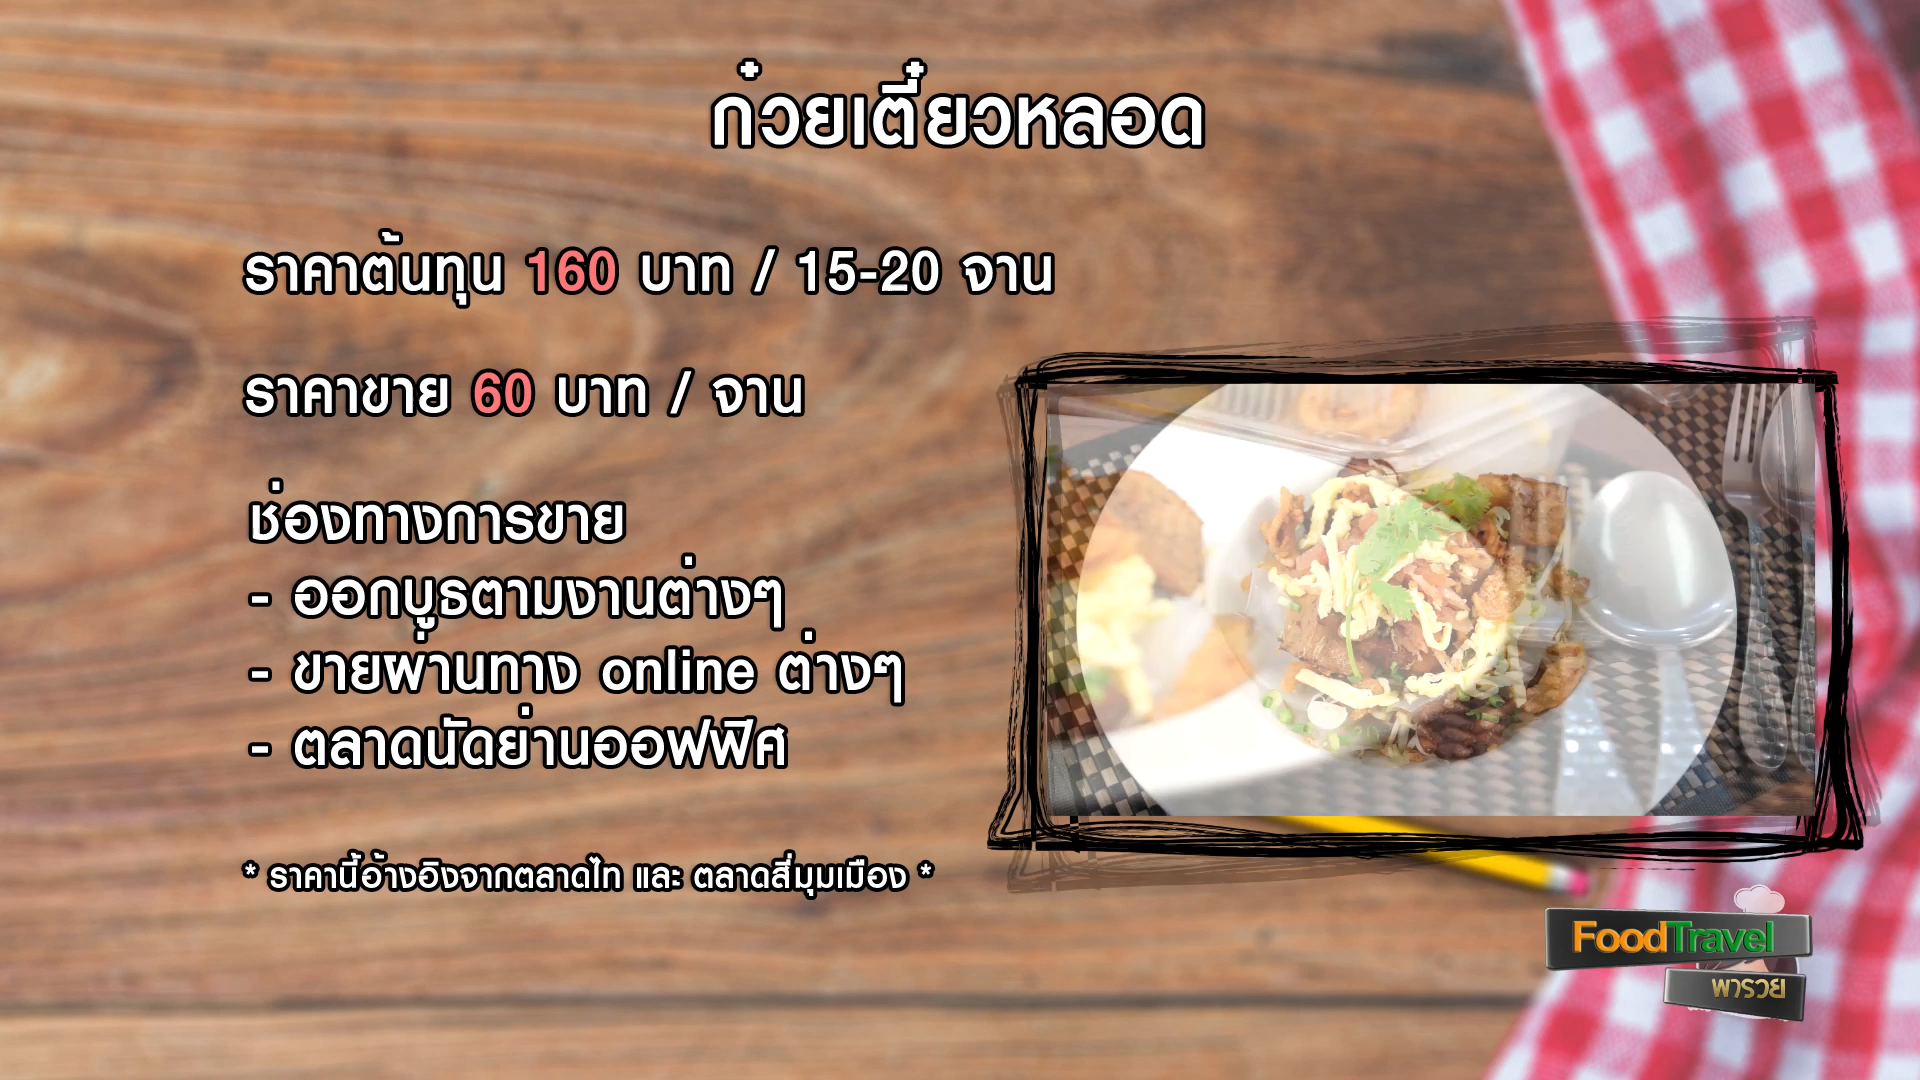 ก๋วยเตี๋ยวหลอด
ราคาต้นทุน 160 บาท / 15-20 จาน
ราคาขาย 60 บาท / จาน
ช่องทางการขาย
- ออกบูธตามงานต่างๆ
- ขายผ่านทาง online ต่างๆ
- ตลาดนัดย่านออฟฟิศ
* ราคานี้อ้างอิงจากตลาดไท และ ตลาดสี่มุมเมือง *
FoodTravel
พารวย